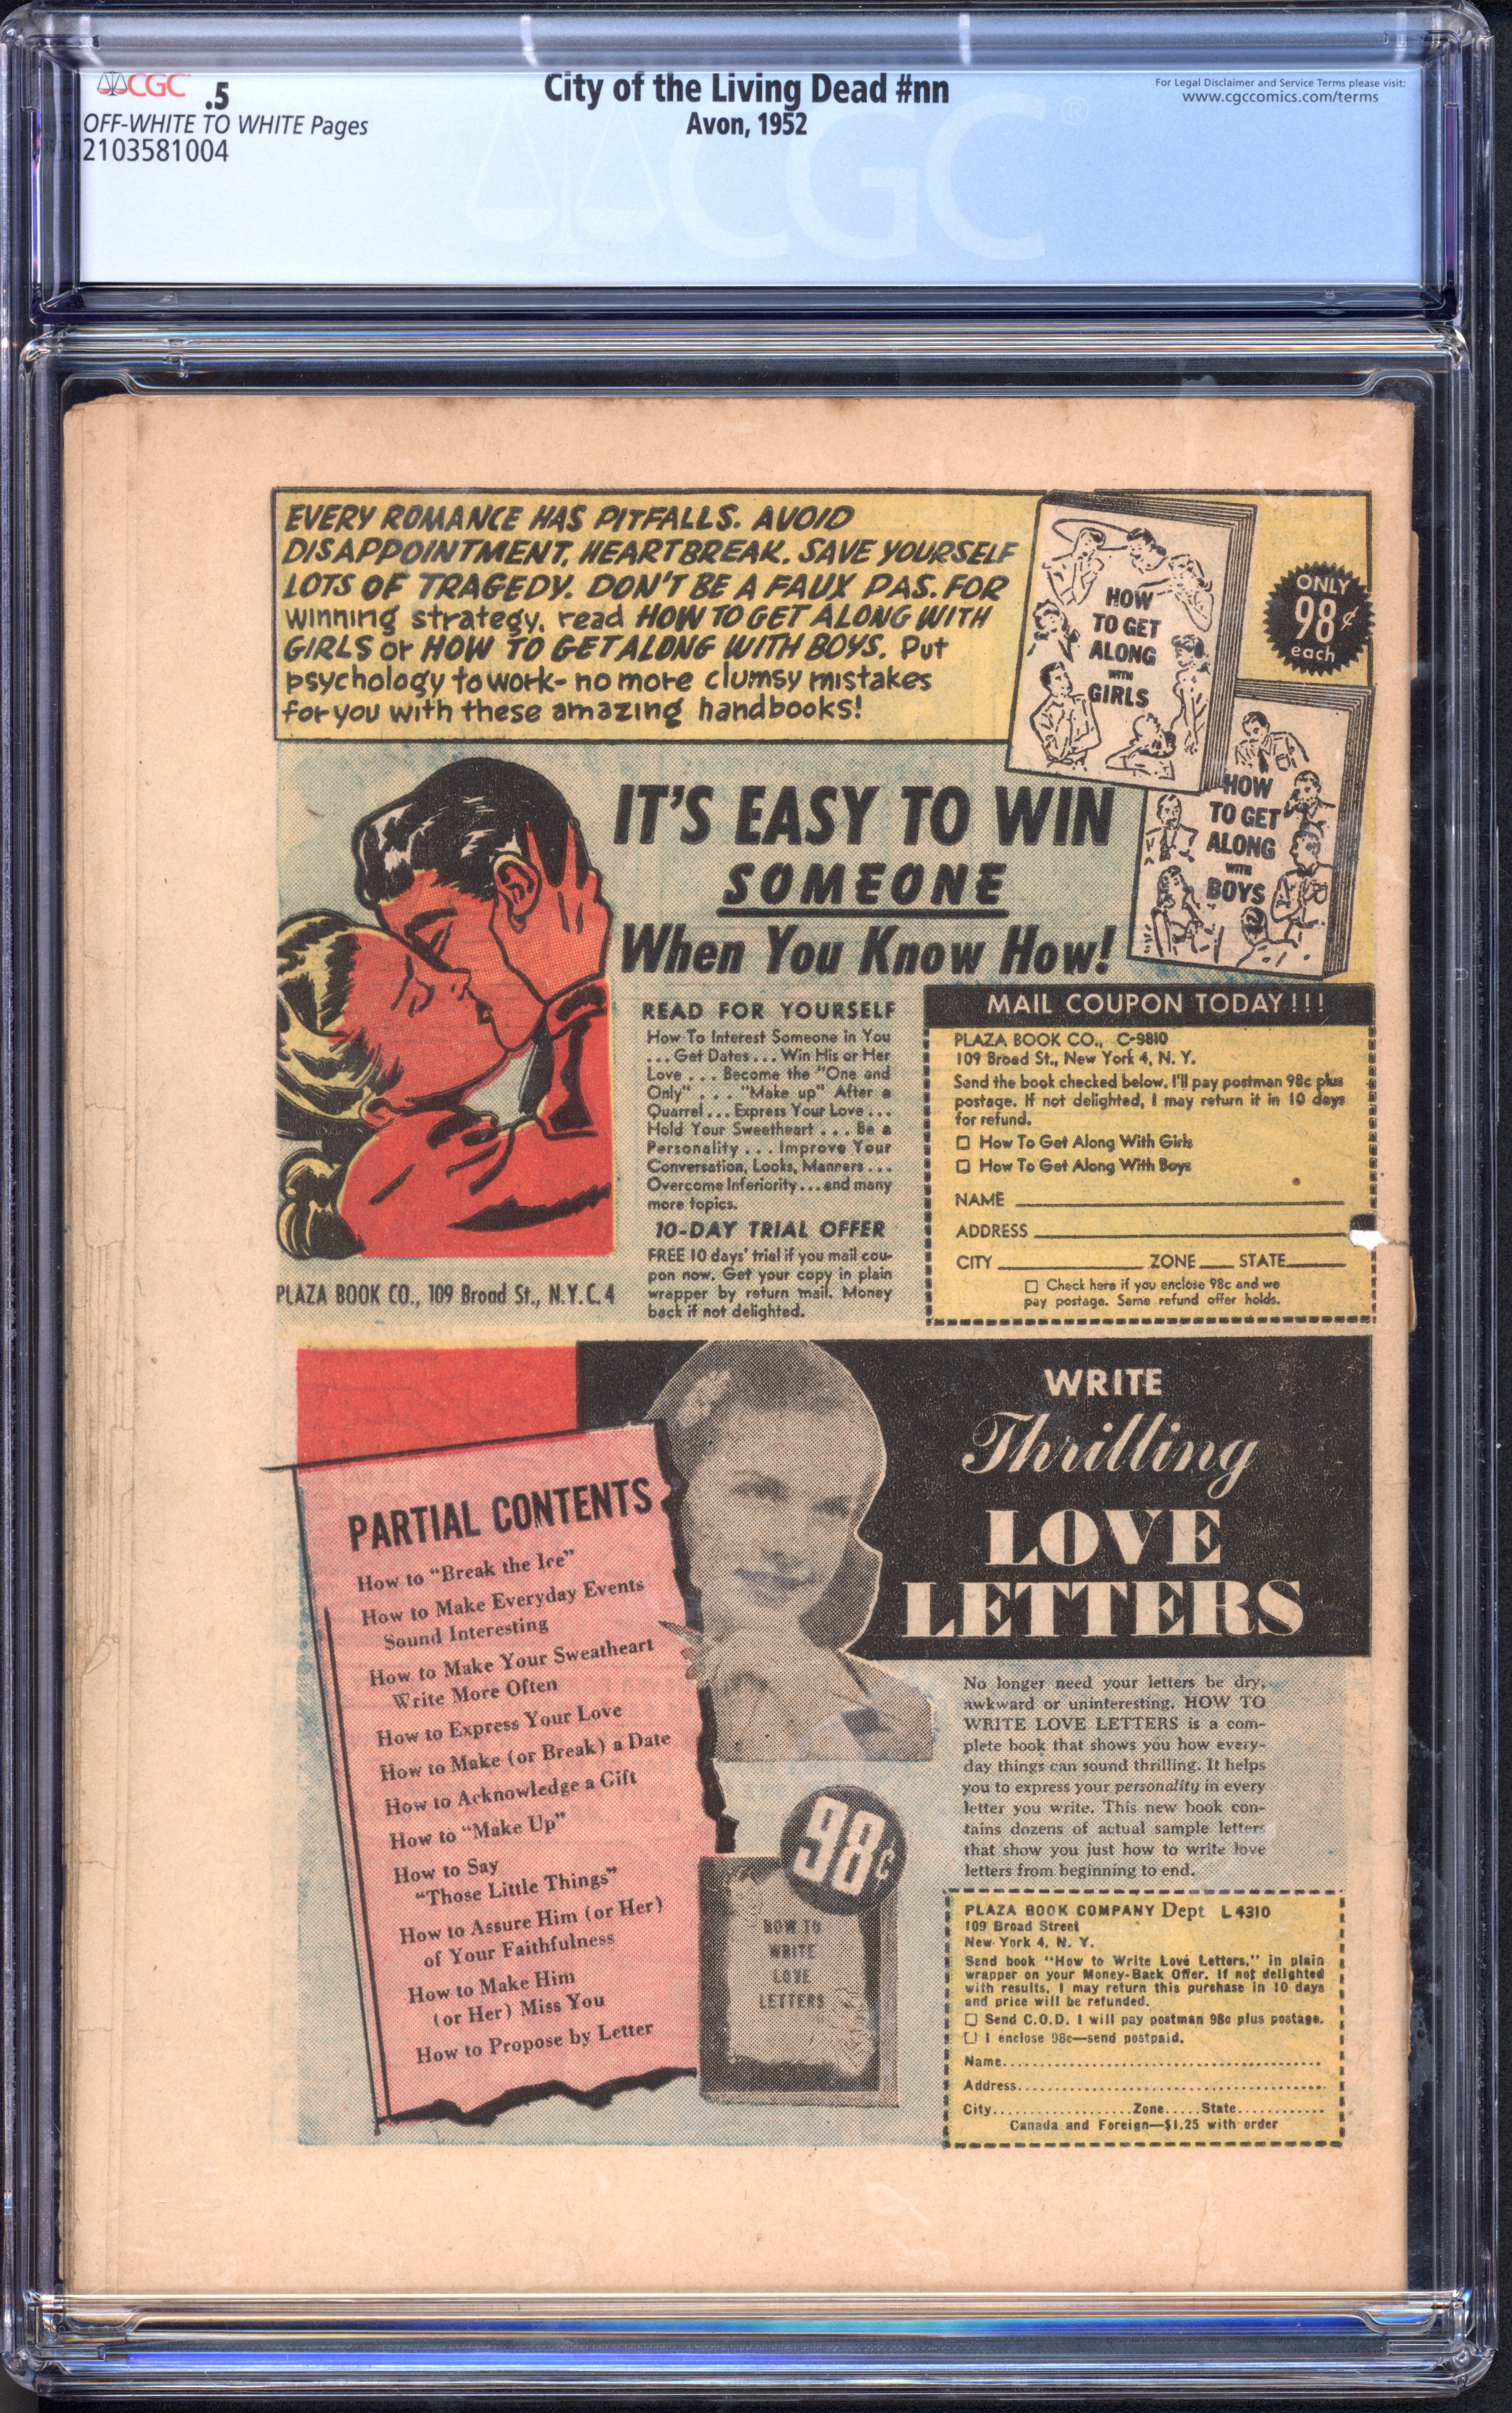 CGC .5
City of the Living Dead #nn
For Legal Disclaimer and Service Terms please visit:
www.cgccomics.com/terms
OFF-WHITE TO WHITE Pages
Avon, 1952
2103581004
CGC
®
EVERY ROMANCE HAS PITFALLS. AVOID
DISAPPOINTMENT, HEARTBREAK. SAVE YOURSELF
LOTS OF TRAGEDY. DON'T BE A FAUX PAS. FOR
winning strategy, read HOW TO GET ALONG WITH
GIRLS or HOW TO GET ALONG WITH BOYS. Put
psychology to work- no more clumsy mistakes
for you with these amazing handbooks!
HOW
TO GET
ALONG
WITH
GIRLS
ONLY
98¢
each
HOW
TO GET
ALONG
WITH
BOYS
IT'S EASY TO WIN
SOMEONE
When You Know How!
READ FOR YOURSELF
How To Interest Someone in You
... Get Dates ... Win His or Her
Love ... Become the "One and
Only" ... "Make up" After a
Quarrel ... Express Your Love ...
Hold Your Sweetheart ... Be a
Personality ... Improve Your
Conversation, Looks, Manners ...
Overcome Inferiority ... and many
more topics.
10-DAY TRIAL OFFER
FREE 10 days' trial if you mail cou-
pon now. Get your copy in plain
wrapper by return mail. Money
back if not delighted.
PLAZA BOOK CO., 109 Broad St., N.Y.C. 4
MAIL COUPON TODAY!!!
PLAZA BOOK CO., C-9810
109 Broad St., New York 4, N. Y.
Send the book checked below. I'll pay postman 98c plus
postage. If not delighted, I may return it in 10 days
for refund.
☐ How To Get Along With Girls
☐ How To Get Along With Boys
NAME
ADDRESS
CITY ZONE STATE
☐ Check here if you enclose 98c and we
pay postage. Same refund offer holds.
WRITE
Thrilling
LOVE
LETTERS
PARTIAL CONTENTS
How to "Break the Ice"
How to Make Everyday Events
Sound Interesting
How to Make Your Sweatheart
Write More Often
How to Express Your Love
How to Make (or Break) a Date
How to Acknowledge a Gift
How to "Make Up"
How to Say
"Those Little Things"
How to Assure Him (or Her)
of Your Faithfulness
How to Make Him
(or Her) Miss You
How to Propose by Letter
98¢
HOW TO
WRITE
LOVE
LETTERS
No longer need your letters be dry,
awkward or uninteresting. HOW TO
WRITE LOVE LETTERS is a com-
plete book that shows you how every-
day things can sound thrilling. It helps
you to express your personality in every
letter you write. This new book con-
tains dozens of actual sample letters
that show you just how to write love
letters from beginning to end.
PLAZA BOOK COMPANY Dept L 4310
109 Broad Street
New York 4, N. Y.
Send book "How to Write Love Letters," in plain
wrapper on your Money-Back Offer. If not delighted
with results, I may return this purchase in 10 days
and price will be refunded.
☐ Send C.O.D. I will pay postman 98c plus postage.
☐ I enclose 98c—send postpaid.
Name
Address
City Zone State
Canada and Foreign—$1.25 with order